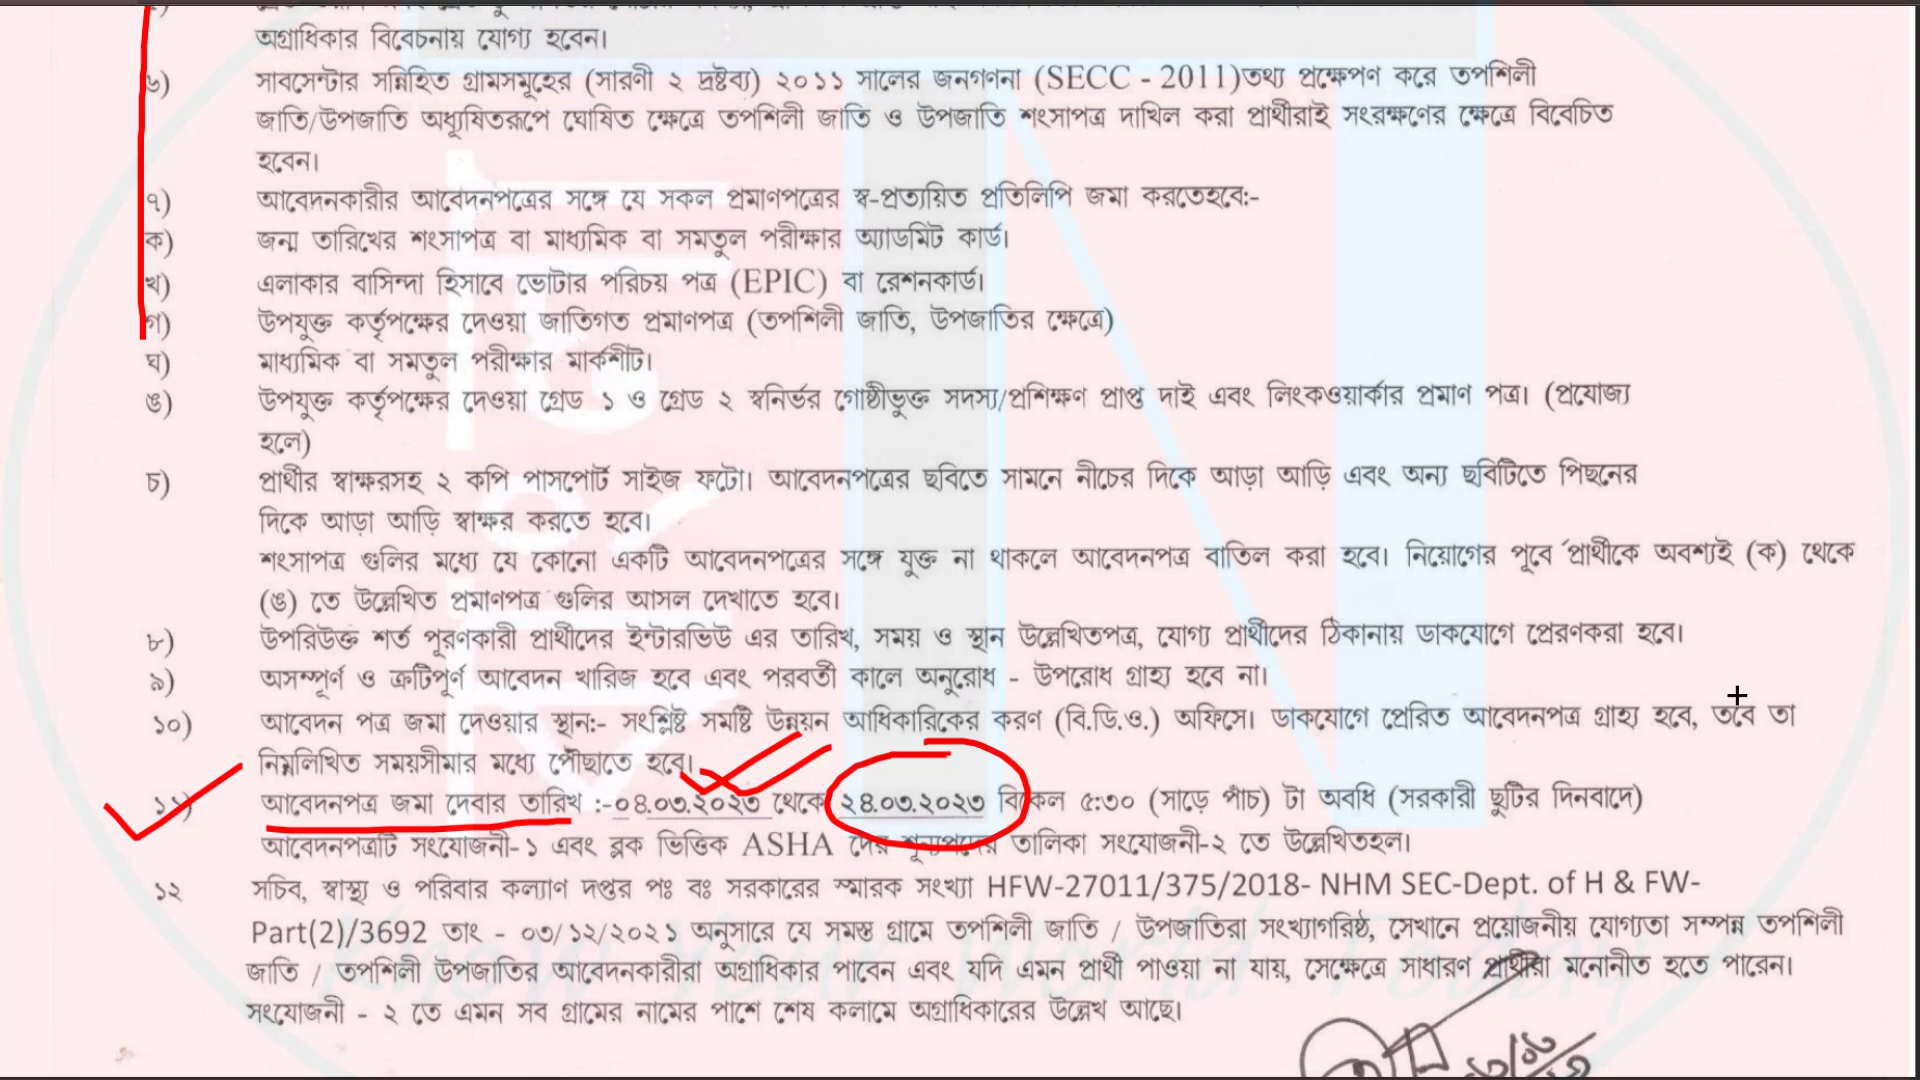 অগ্রাধিকার বিবেচনায় যোগ্য হবেন।
৬) সাবসেন্টার সন্নিহিত গ্রামসমূহের (সারণী ২ দ্রষ্টব্য) ২০১১ সালের জনগণনা (SECC - 2011)তথ্য প্রক্ষেপণ করে তপশিলী
জাতি/উপজাতি অধ্যূষিতরূপে ঘোষিত ক্ষেত্রে তপশিলী জাতি ও উপজাতি শংসাপত্র দাখিল করা প্রার্থীরাই সংরক্ষণের ক্ষেত্রে বিবেচিত
হবেন।
৭) আবেদনকারীর আবেদনপত্রের সঙ্গে যে সকল প্রমাণপত্রের স্ব-প্রত্যয়িত প্রতিলিপি জমা করতেহবে:-
ক) জন্ম তারিখের শংসাপত্র বা মাধ্যমিক বা সমতুল পরীক্ষার অ্যাডমিট কার্ড।
খ) এলাকার বাসিন্দা হিসাবে ভোটার পরিচয় পত্র (EPIC) বা রেশনকার্ড।
গ) উপযুক্ত কর্তৃপক্ষের দেওয়া জাতিগত প্রমাণপত্র (তপশিলী জাতি, উপজাতির ক্ষেত্রে)
ঘ) মাধ্যমিক বা সমতুল পরীক্ষার মার্কশীট।
ঙ) উপযুক্ত কর্তৃপক্ষের দেওয়া গ্রেড ১ ও গ্রেড ২ স্বনির্ভর গোষ্ঠীভুক্ত সদস্য/প্রশিক্ষণ প্রাপ্ত দাই এবং লিংকওয়ার্কার প্রমাণ পত্র। (প্রযোজ্য
হলে)
চ) প্রার্থীর স্বাক্ষরসহ ২ কপি পাসপোর্ট সাইজ ফটো। আবেদনপত্রের ছবিতে সামনে নীচের দিকে আড়া আড়ি এবং অন্য ছবিটিতে পিছনের
দিকে আড়া আড়ি স্বাক্ষর করতে হবে।
শংসাপত্র গুলির মধ্যে যে কোনো একটি আবেদনপত্রের সঙ্গে যুক্ত না থাকলে আবেদনপত্র বাতিল করা হবে। নিয়োগের পূবে প্রার্থীকে অবশ্যই (ক) থেকে
(ঙ) তে উল্লেখিত প্রমাণপত্র গুলির আসল দেখাতে হবে।
৮) উপরিউক্ত শর্ত পূরণকারী প্রার্থীদের ইন্টারভিউ এর তারিখ, সময় ও স্থান উল্লেখিতপত্র, যোগ্য প্রার্থীদের ঠিকানায় ডাকযোগে প্রেরণকরা হবে।
৯) অসম্পূর্ণ ও ক্রটিপূর্ণ আবেদন খারিজ হবে এবং পরবর্তী কালে অনুরোধ - উপরোধ গ্রাহ্য হবে না।
১০) আবেদন পত্র জমা দেওয়ার স্থান:- সংশ্লিষ্ট সমষ্টি উন্নয়ন আধিকারিকের করণ (বি.ডি.ও.) অফিসে। ডাকযোগে প্রেরিত আবেদনপত্র গ্রাহ্য হবে, তবে তা
নিম্নলিখিত সময়সীমার মধ্যে পৌঁছাতে হবে।
১১) আবেদনপত্র জমা দেবার তারিখ :-০৪.০৩.২০২৩ থেকে ২৪.০৩.২০২৩ বিকেল ৫:৩০ (সাড়ে পাঁচ) টা অবধি (সরকারী ছুটির দিনবাদে)
আবেদনপত্রটি সংযোজনী-১ এবং ব্লক ভিত্তিক ASHA দের শূন্যপদের তালিকা সংযোজনী-২ তে উল্লেখিতহল।
১২ সচিব, স্বাস্থ্য ও পরিবার কল্যাণ দপ্তর পঃ বঃ সরকারের স্মারক সংখ্যা HFW-27011/375/2018- NHM SEC-Dept. of H & FW-
Part(2)/3692 তাং - ০৩/১২/২০২১ অনুসারে যে সমস্ত গ্রামে তপশিলী জাতি / উপজাতিরা সংখ্যাগরিষ্ঠ, সেখানে প্রয়োজনীয় যোগ্যতা সম্পন্ন তপশিলী
জাতি / তপশিলী উপজাতির আবেদনকারীরা অগ্রাধিকার পাবেন এবং যদি এমন প্রার্থী পাওয়া না যায়, সেক্ষেত্রে সাধারণ প্রার্থীরা মনোনীত হতে পারেন।
সংযোজনী - ২ তে এমন সব গ্রামের নামের পাশে শেষ কলামে অগ্রাধিকারের উল্লেখ আছে।